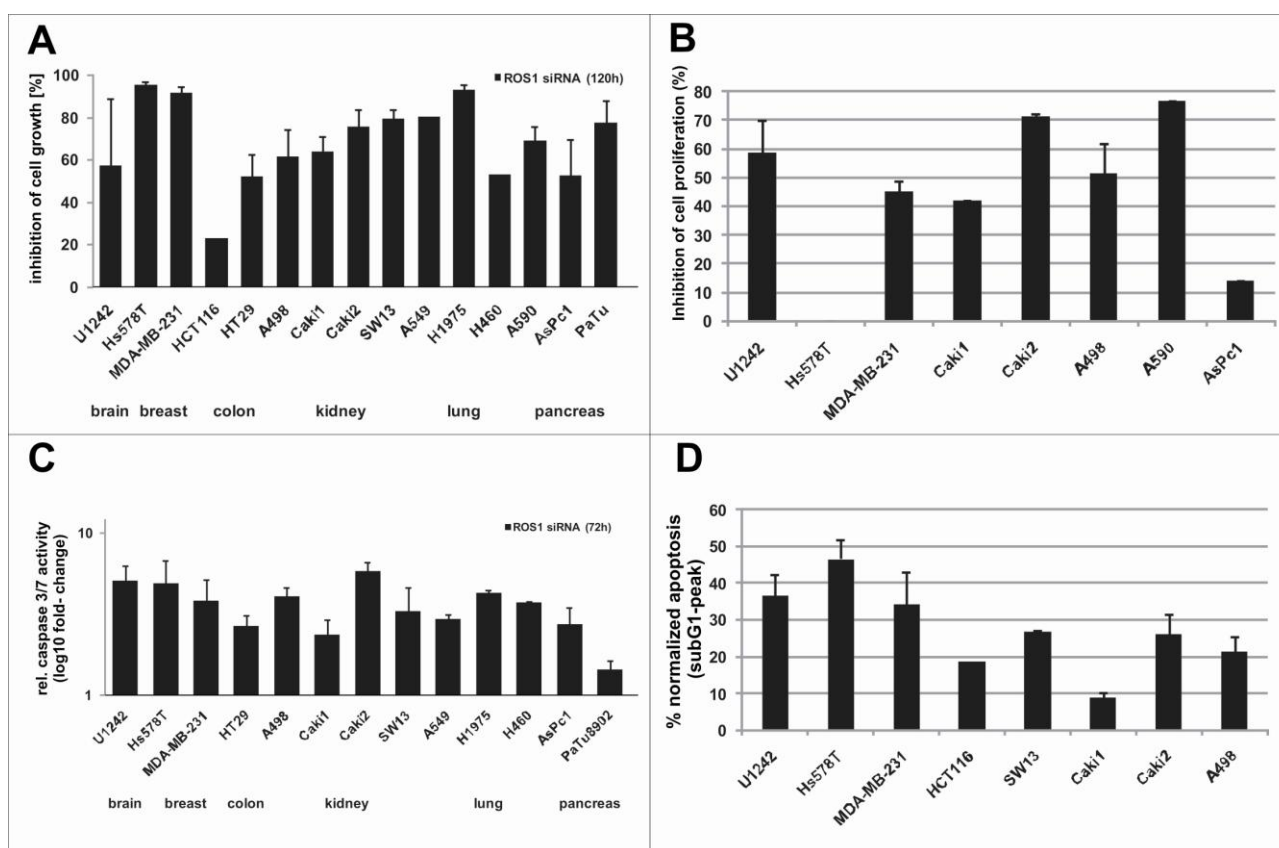 A
inhibition of cell growth [%]
100
80
60
40
20
0
ROS1 siRNA (120h)
U1242
Hs578T
MDA-MB-231
HCT116
HT29
A498
Caki1
Caki2
SW13
A549
H1975
H460
A590
AsPc1
PaTu
brain breast colon kidney lung pancreas
B
Inhibition of cell proliferation (%)
80
70
60
50
40
30
20
10
0
U1242
Hs578T
MDA-MB-231
Caki1
Caki2
A498
A590
AsPc1
C
rel. caspase 3/7 activity
(log10 fold- change)
10
1
ROS1 siRNA (72h)
U1242
Hs578T
MDA-MB-231
HT29
A498
Caki1
Caki2
SW13
A549
H1975
H460
AsPc1
PaTu8992
brain breast colon kidney lung pancreas
D
% normalized apoptosis
(subG1-peak)
60
50
40
30
20
10
0
U1242
Hs578T
MDA-MB-231
HCT116
SW13
Caki1
Caki2
A498